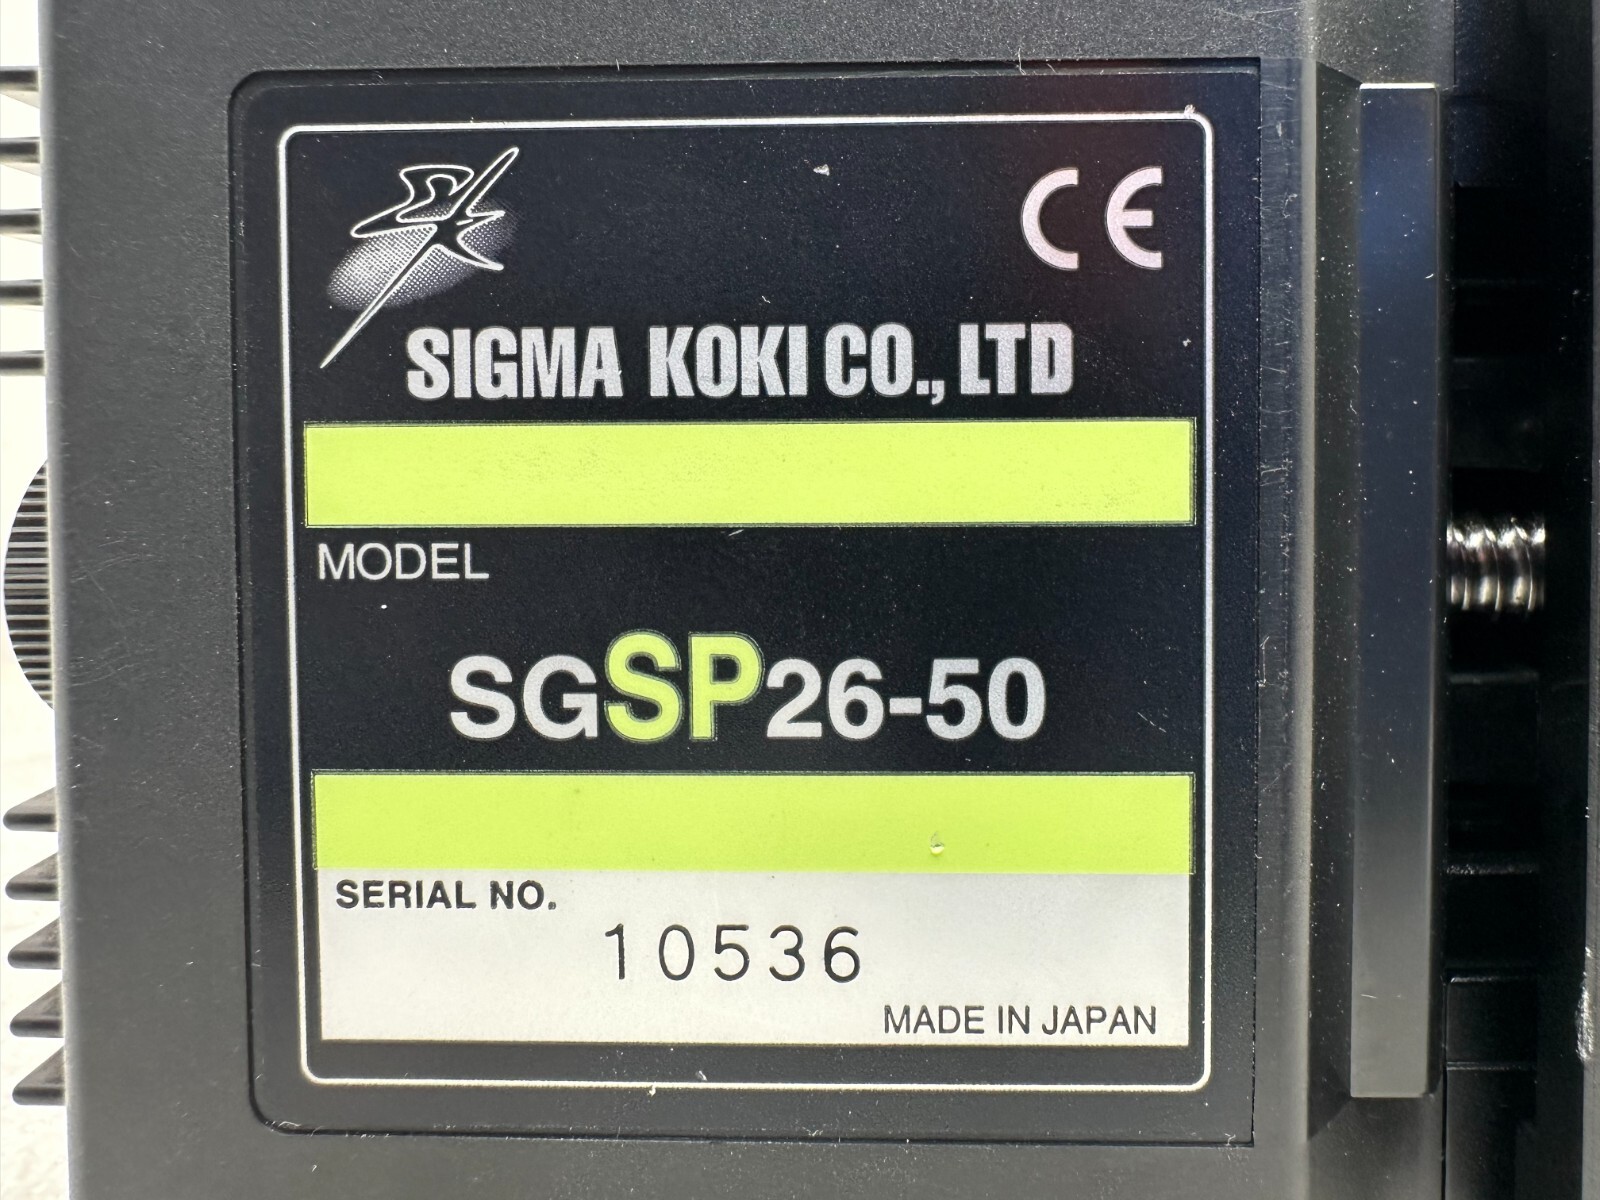 CE
SIGMA KOKI CO., LTD
MODEL
SGSP26-50
SERIAL NO.
10536
MADE IN JAPAN